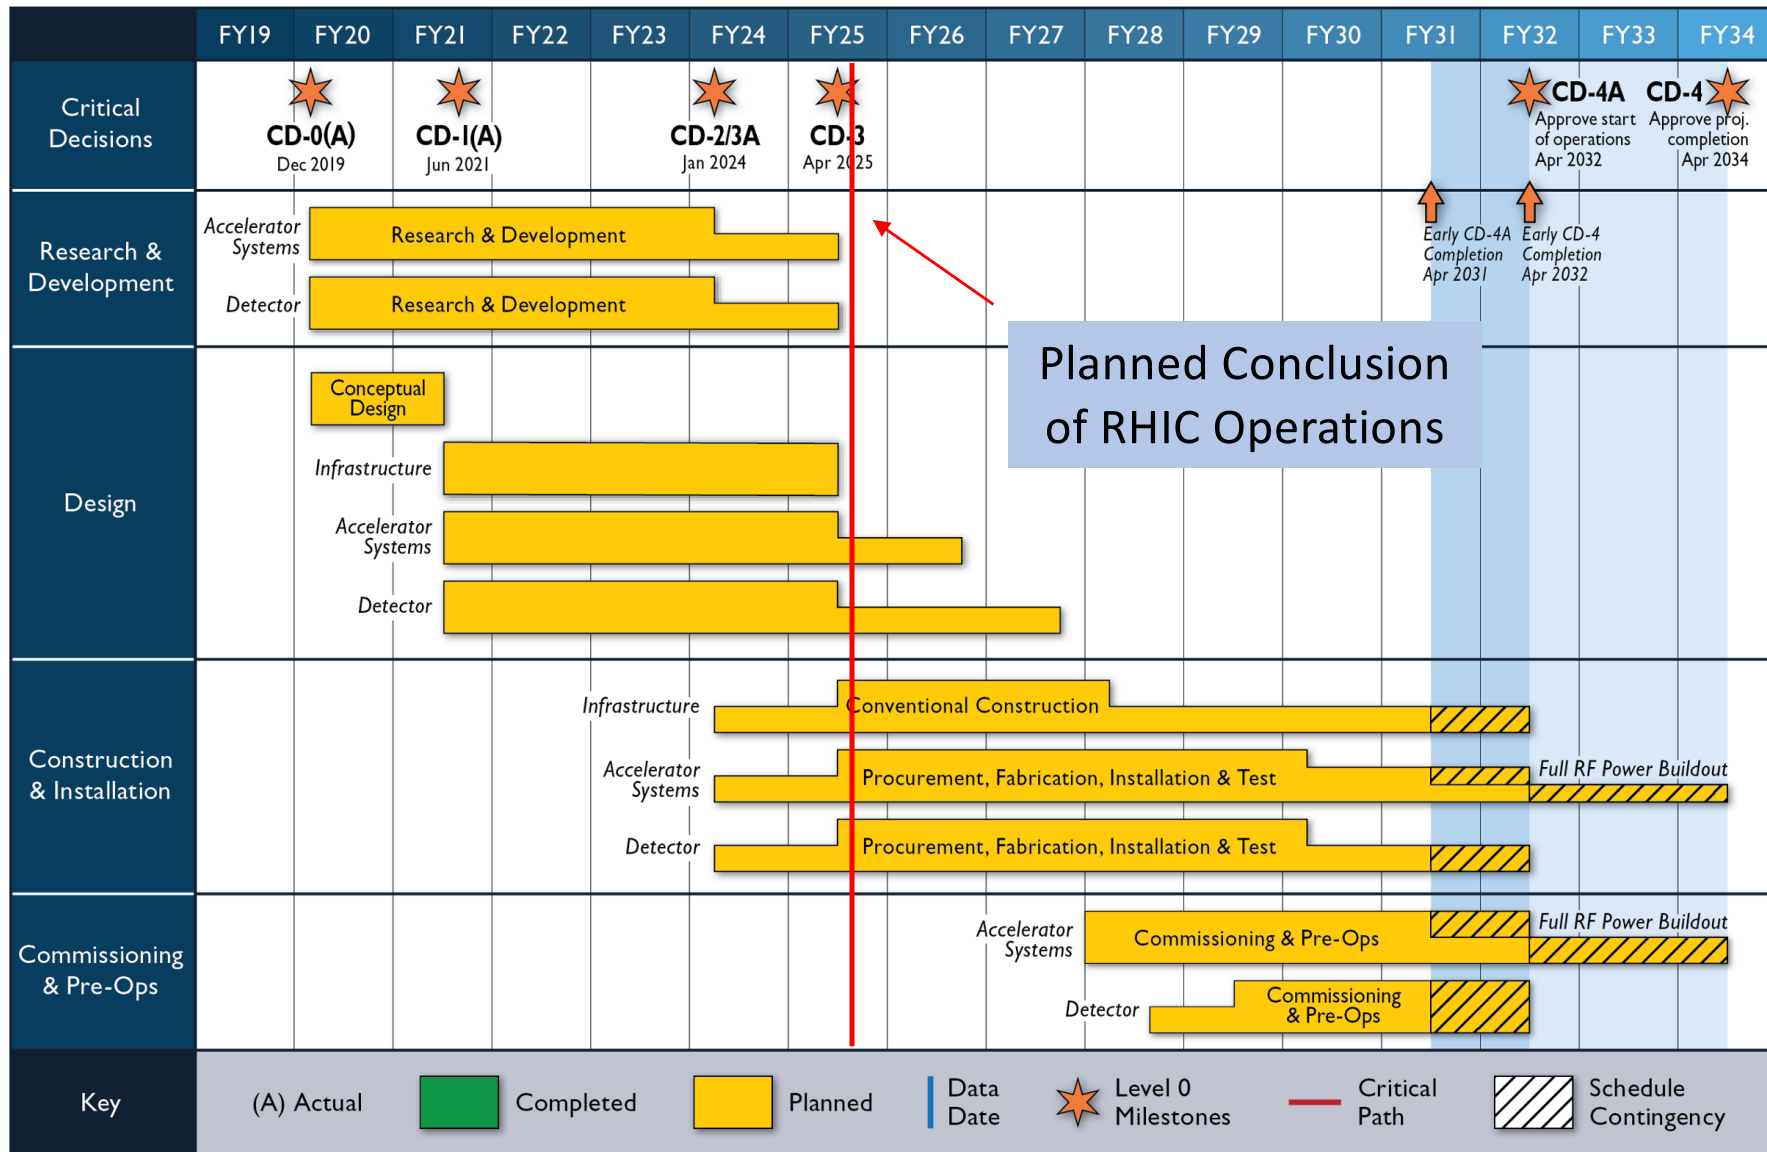 FY19 FY20 FY21 FY22 FY23 FY24 FY25 FY26 FY27 FY28 FY29 FY30 FY31 FY32 FY33 FY34
Critical
Decisions
CD-0(A)
Dec 2019
CD-1(A)
Jun 2021
CD-2/3A
Jan 2024
CD-3
Apr 2025
CD-4A
Approve start
of operations
Apr 2032
CD-4
Approve proj.
completion
Apr 2034
Research &
Development
Accelerator
Systems
Research & Development
Detector
Research & Development
Early CD-4A
Completion
Apr 2031
Early CD-4
Completion
Apr 2032
Planned Conclusion
of RHIC Operations
Design
Conceptual
Design
Infrastructure
Accelerator
Systems
Detector
Construction
& Installation
Infrastructure
Conventional Construction
Accelerator
Systems
Procurement, Fabrication, Installation & Test
Full RF Power Buildout
Detector
Procurement, Fabrication, Installation & Test
Commissioning
& Pre-Ops
Accelerator
Systems
Commissioning & Pre-Ops
Full RF Power Buildout
Detector
Commissioning
& Pre-Ops
Key
(A) Actual
Completed
Planned
Data
Date
Level 0
Milestones
Critical
Path
Schedule
Contingency